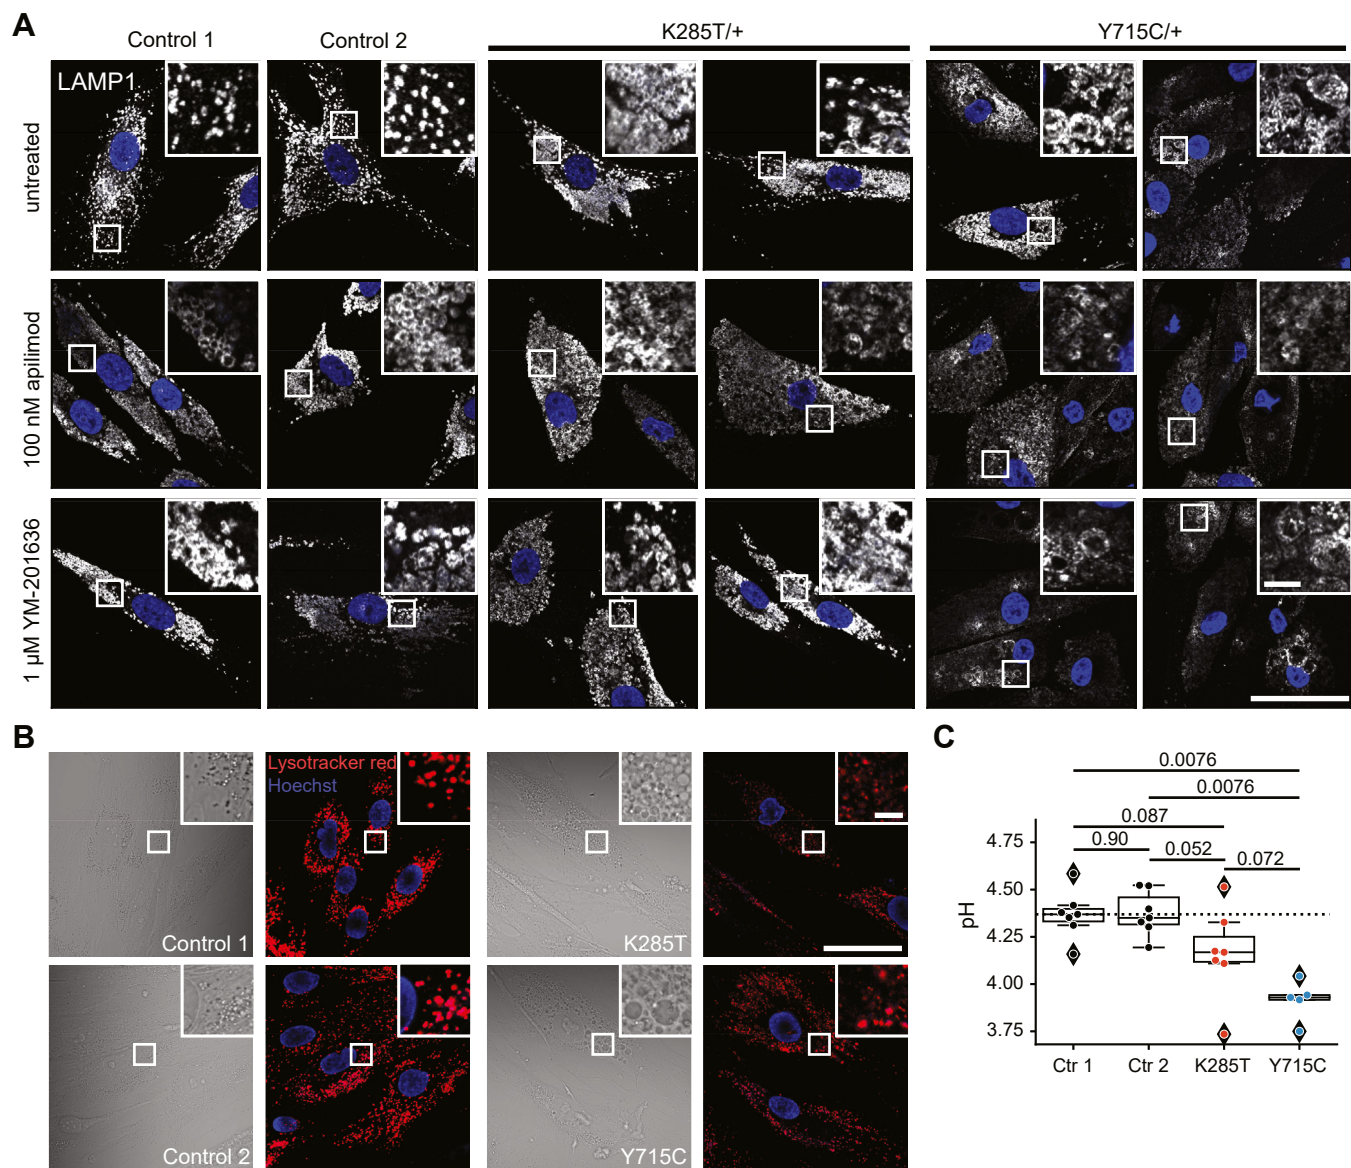 A
Control 1
Control 2
K285T/+
Y715C/+
LAMP1
untreated
100 nM apilimod
1 µM YM-201636
B
Lysotracker red
Hoechst
Control 1
K285T
Control 2
Y715C
C
0.0076
0.0076
0.087
0.90
0.052
0.072
pH
4.75
4.50
4.25
4.00
3.75
Ctr 1
Ctr 2
K285T
Y715C